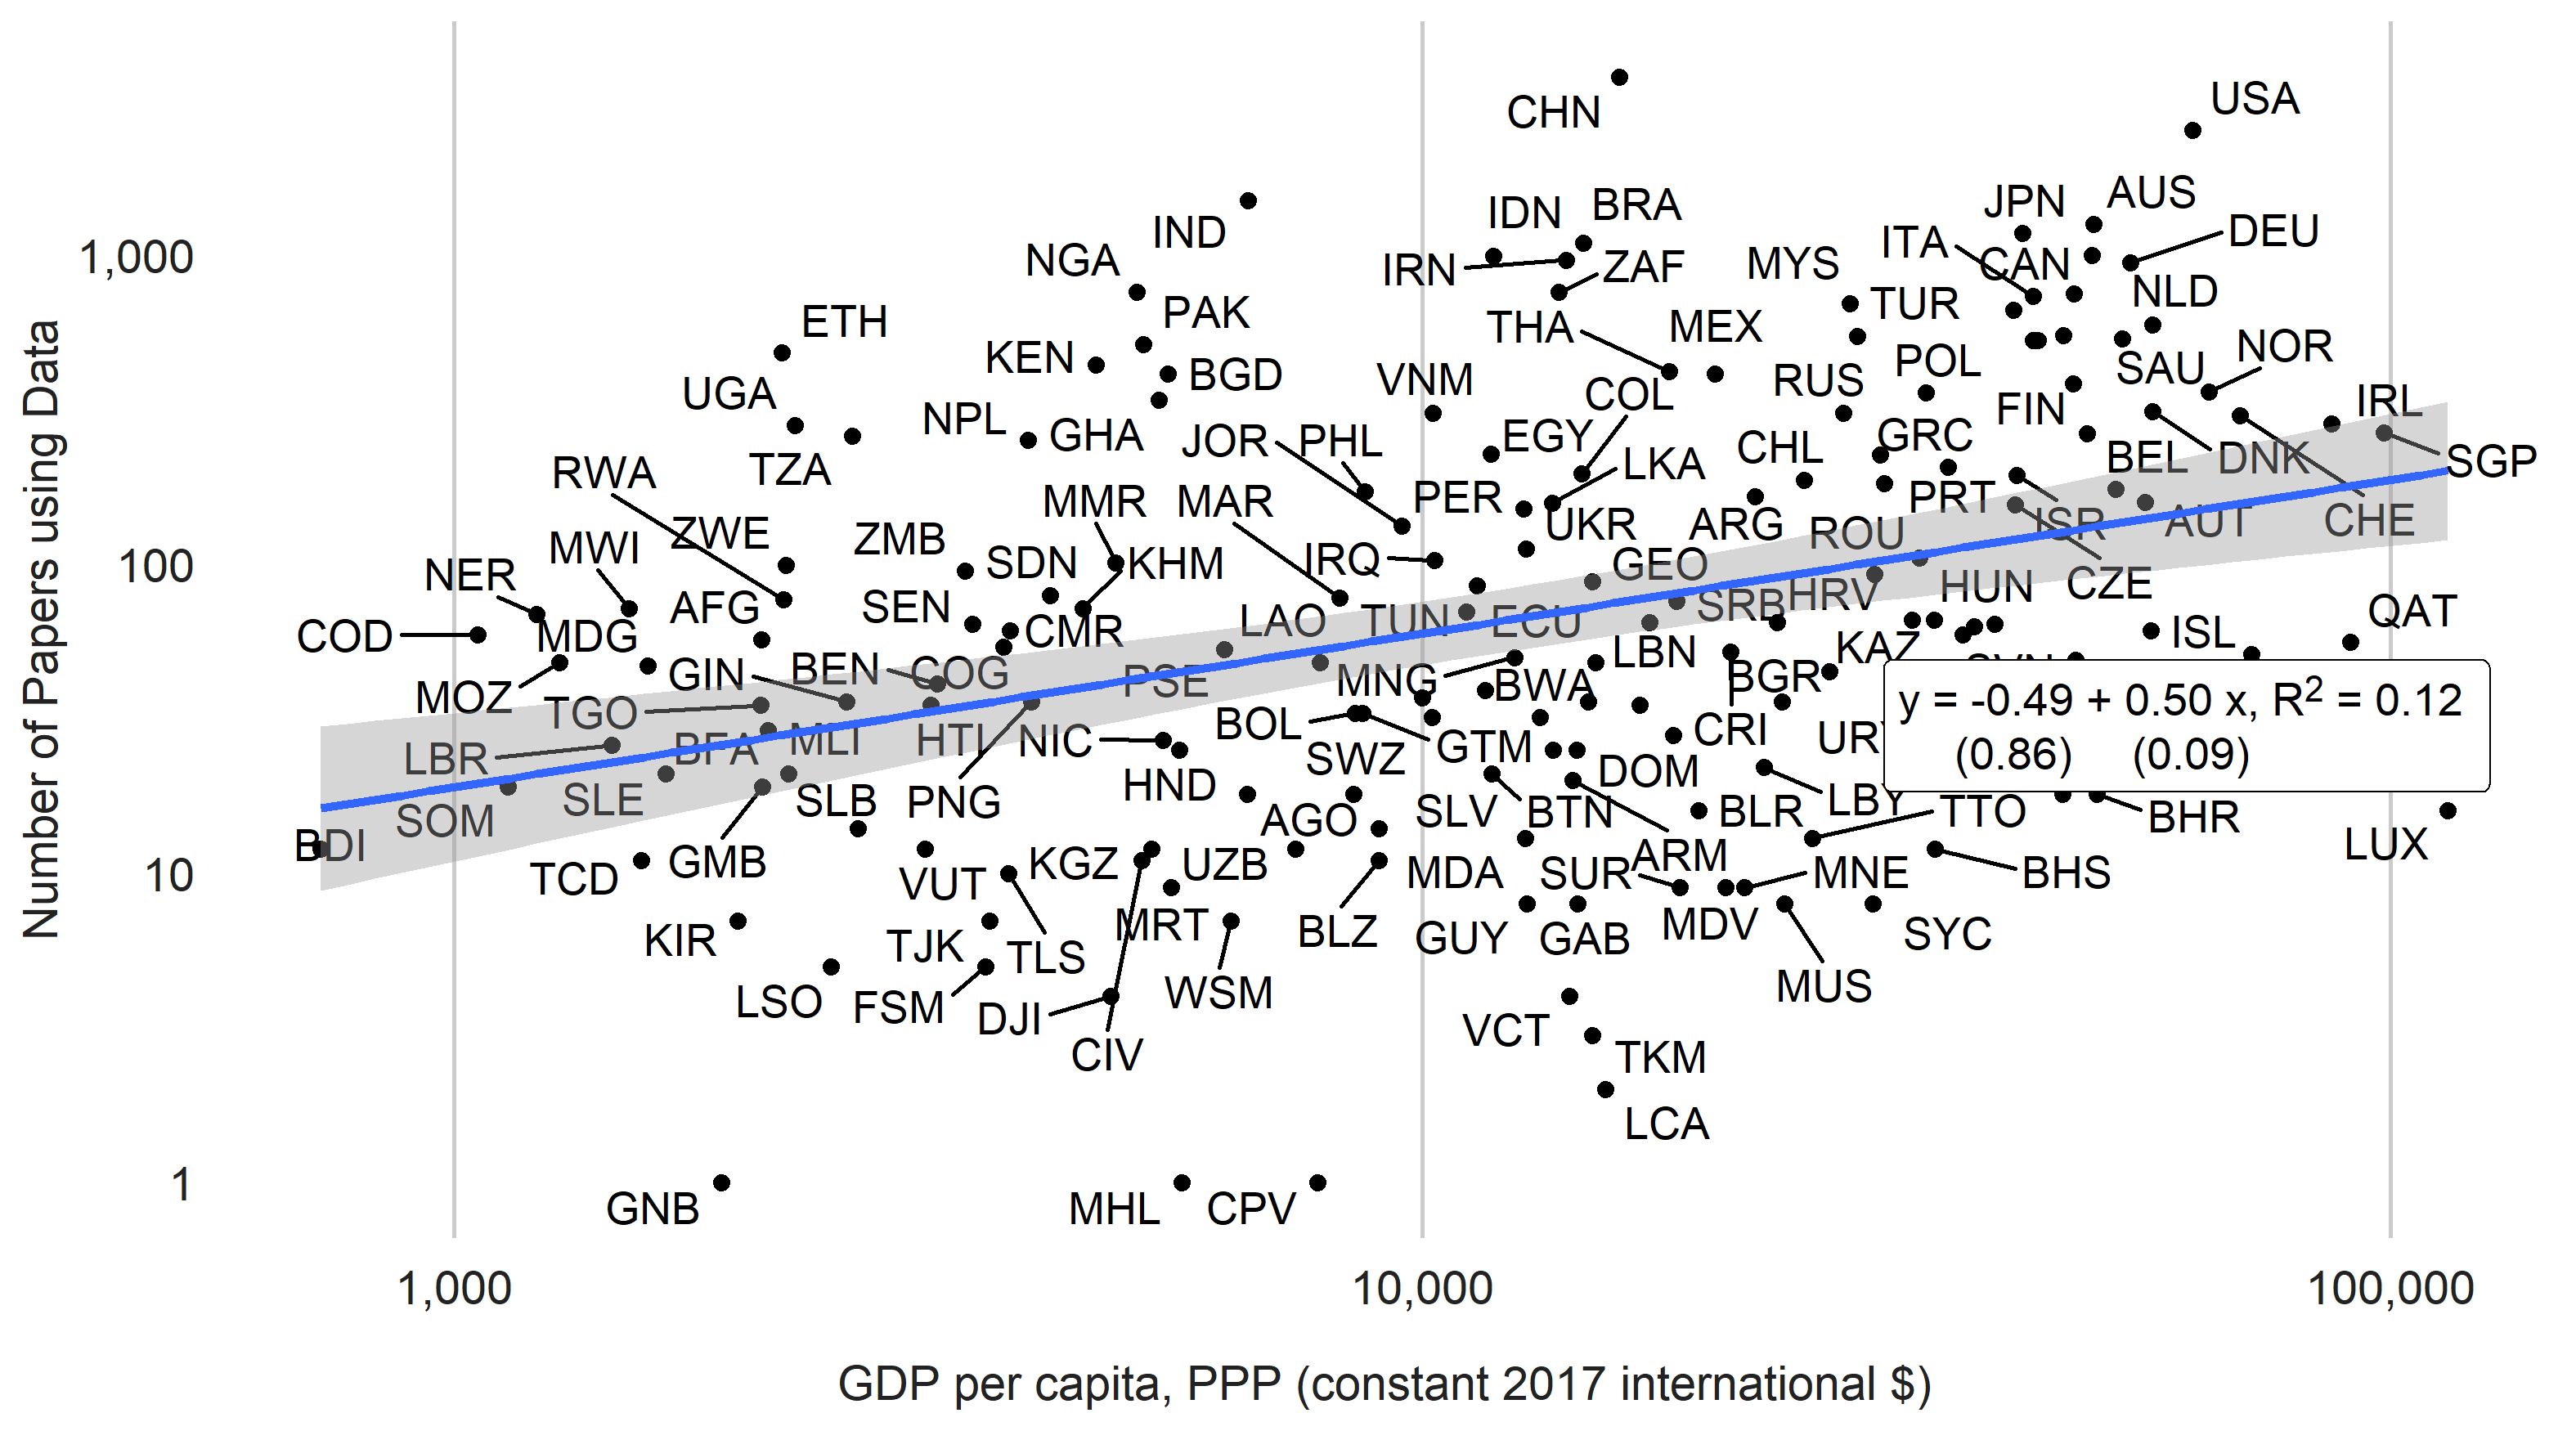 CHN
USA
IND
IDN
BRA
JPN
AUS
DEU
1,000
NGA
IRN
ZAF
MYS
ITA
CAN
NLD
ETH
PAK
THA
MEX
TUR
NOR
KEN
BGD
VNM
COL
RUS
POL
SAU
UGA
NPL
GHA
JOR
PHL
EGY
CHL
GRC
FIN
IRL
RWA
TZA
LKA
BEL
DNK
SGP
MMR
MAR
PER
UKR
ARG
PRT
MWI
ZWE
ZMB
SDN
KHM
IRQ
GEO
ROU
ISR
AUT
CHE
100
NER
COD
MDG
AFG
SEN
CMR
LAO
TUN
ECU
SRB
HRV
HUN
CZE
ISL
QAT
MOZ
GIN
BEN
COG
PSE
MNG
BWA
LBN
BGR
KAZ
TGO
LBR
BFA
MLI
HTI
NIC
BOL
SWZ
GTM
CRI
y = -0.49 + 0.50 x, R2 = 0.12
(0.86) (0.09)
SOM
SLE
SLB
PNG
HND
AGO
SLV
BTN
DOM
BLR
LBY
TTO
BHR
LUX
BDI
10
TCD
GMB
VUT
KGZ
UZB
MDA
SUR
ARM
MNE
BHS
KIR
TJK
TLS
MRT
BLZ
GUY
GAB
MDV
SYC
LSO
FSM
DJI
WSM
MUS
CIV
VCT
TKM
LCA
1
GNB
MHL
CPV
1,000
10,000
100,000
Number of Papers using Data
GDP per capita, PPP (constant 2017 international $)